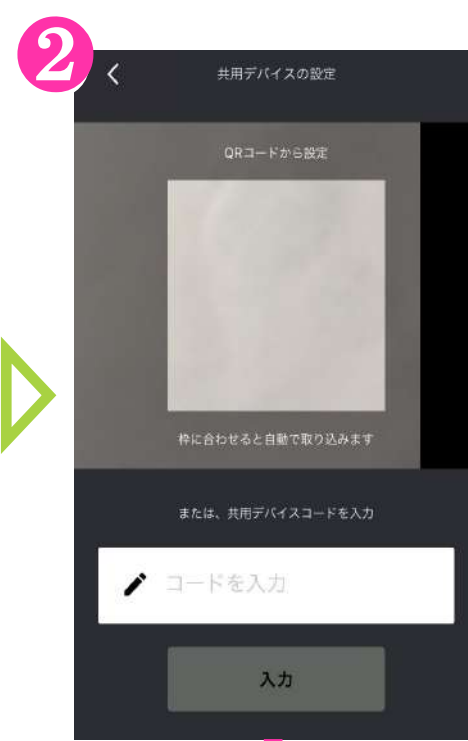 2
共用デバイスの設定
QRコードから設定
枠に合わせると自動で取り込みます
または、共用デバイスコードを入力
コードを入力
入力